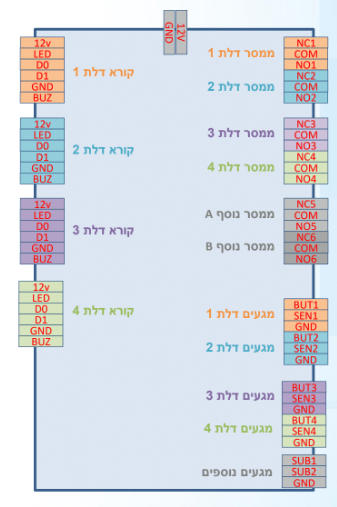 GND
12V
12v
LED
D0
D1
GND
BUZ
קורא דלת 1
12v
LED
D0
D1
GND
BUZ
קורא דלת 2
12v
LED
D0
D1
GND
BUZ
קורא דלת 3
12v
LED
D0
D1
GND
BUZ
קורא דלת 4
ממסר דלת 1
NC1
COM
NO1
ממסר דלת 2
NC2
COM
NO2
ממסר דלת 3
NC3
COM
NO3
ממסר דלת 4
NC4
COM
NO4
ממסר נוסף A
NC5
COM
NO5
ממסר נוסף B
NC6
COM
NO6
מגעים דלת 1
BUT1
SEN1
GND
מגעים דלת 2
BUT2
SEN2
GND
מגעים דלת 3
BUT3
SEN3
GND
מגעים דלת 4
BUT4
SEN4
GND
מגעים נוספים
SUB1
SUB2
GND